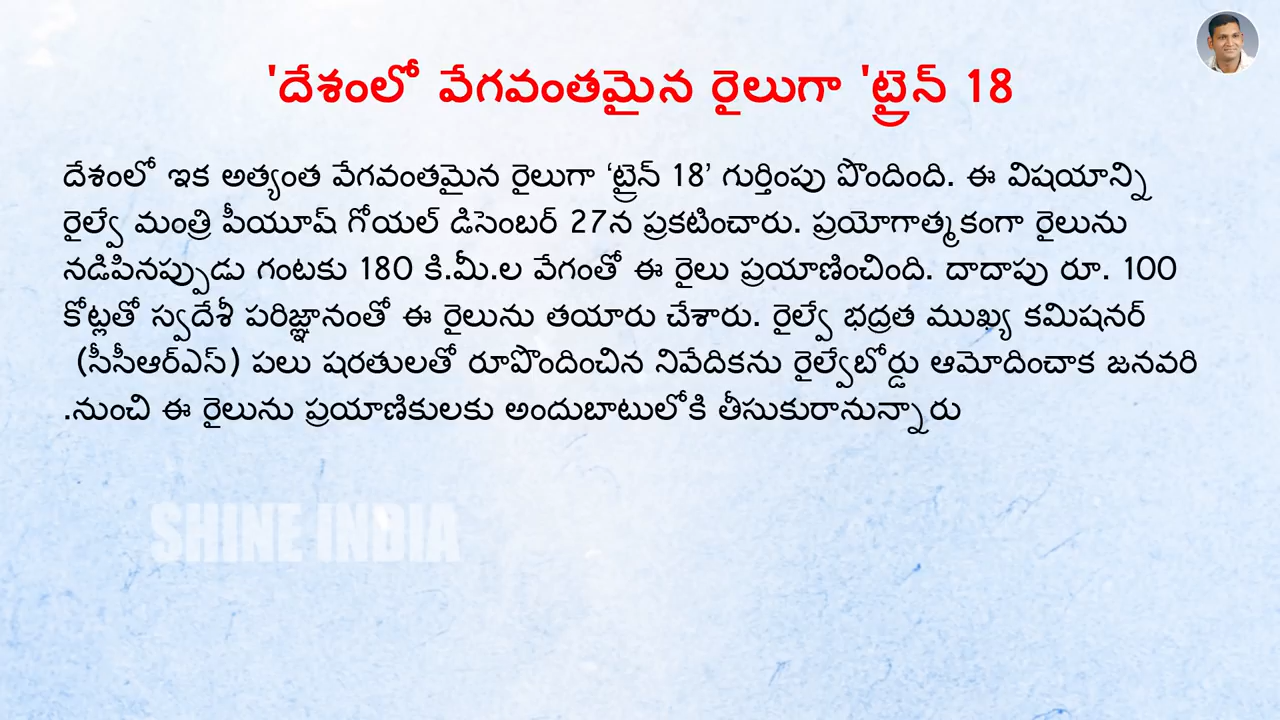 'దేశంలో వేగవంతమైన రైలుగా 'ట్రైన్ 18
దేశంలో ఇక అత్యంత వేగవంతమైన రైలుగా ‘ట్రైన్ 18’ గుర్తింపు పొందింది. ఈ విషయాన్ని
రైల్వే మంత్రి పీయూష్ గోయల్ డిసెంబర్ 27న ప్రకటించారు. ప్రయోగాత్మకంగా రైలును
నడిపినప్పుడు గంటకు 180 కి.మీ.ల వేగంతో ఈ రైలు ప్రయాణించింది. దాదాపు రూ. 100
కోట్లతో స్వదేశీ పరిజ్ఞానంతో ఈ రైలును తయారు చేశారు. రైల్వే భద్రత ముఖ్య కమిషనర్
(సీసీఆర్ఎస్) పలు షరతులతో రూపొందించిన నివేదికను రైల్వేబోర్డు ఆమోదించాక జనవరి
.నుంచి ఈ రైలును ప్రయాణికులకు అందుబాటులోకి తీసుకురానున్నారు
SHINE INDIA